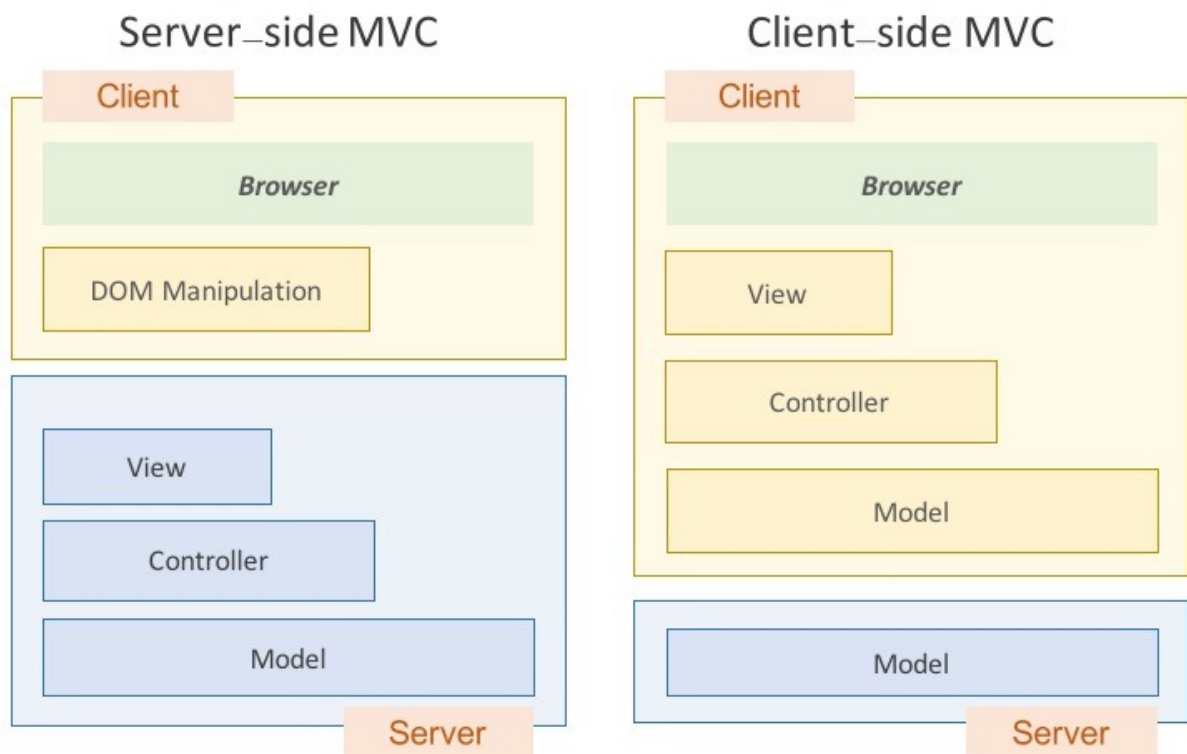 Server–side MVC
Client
Browser
DOM Manipulation
View
Controller
Model
Server
Client–side MVC
Client
Browser
View
Controller
Model
Model
Server